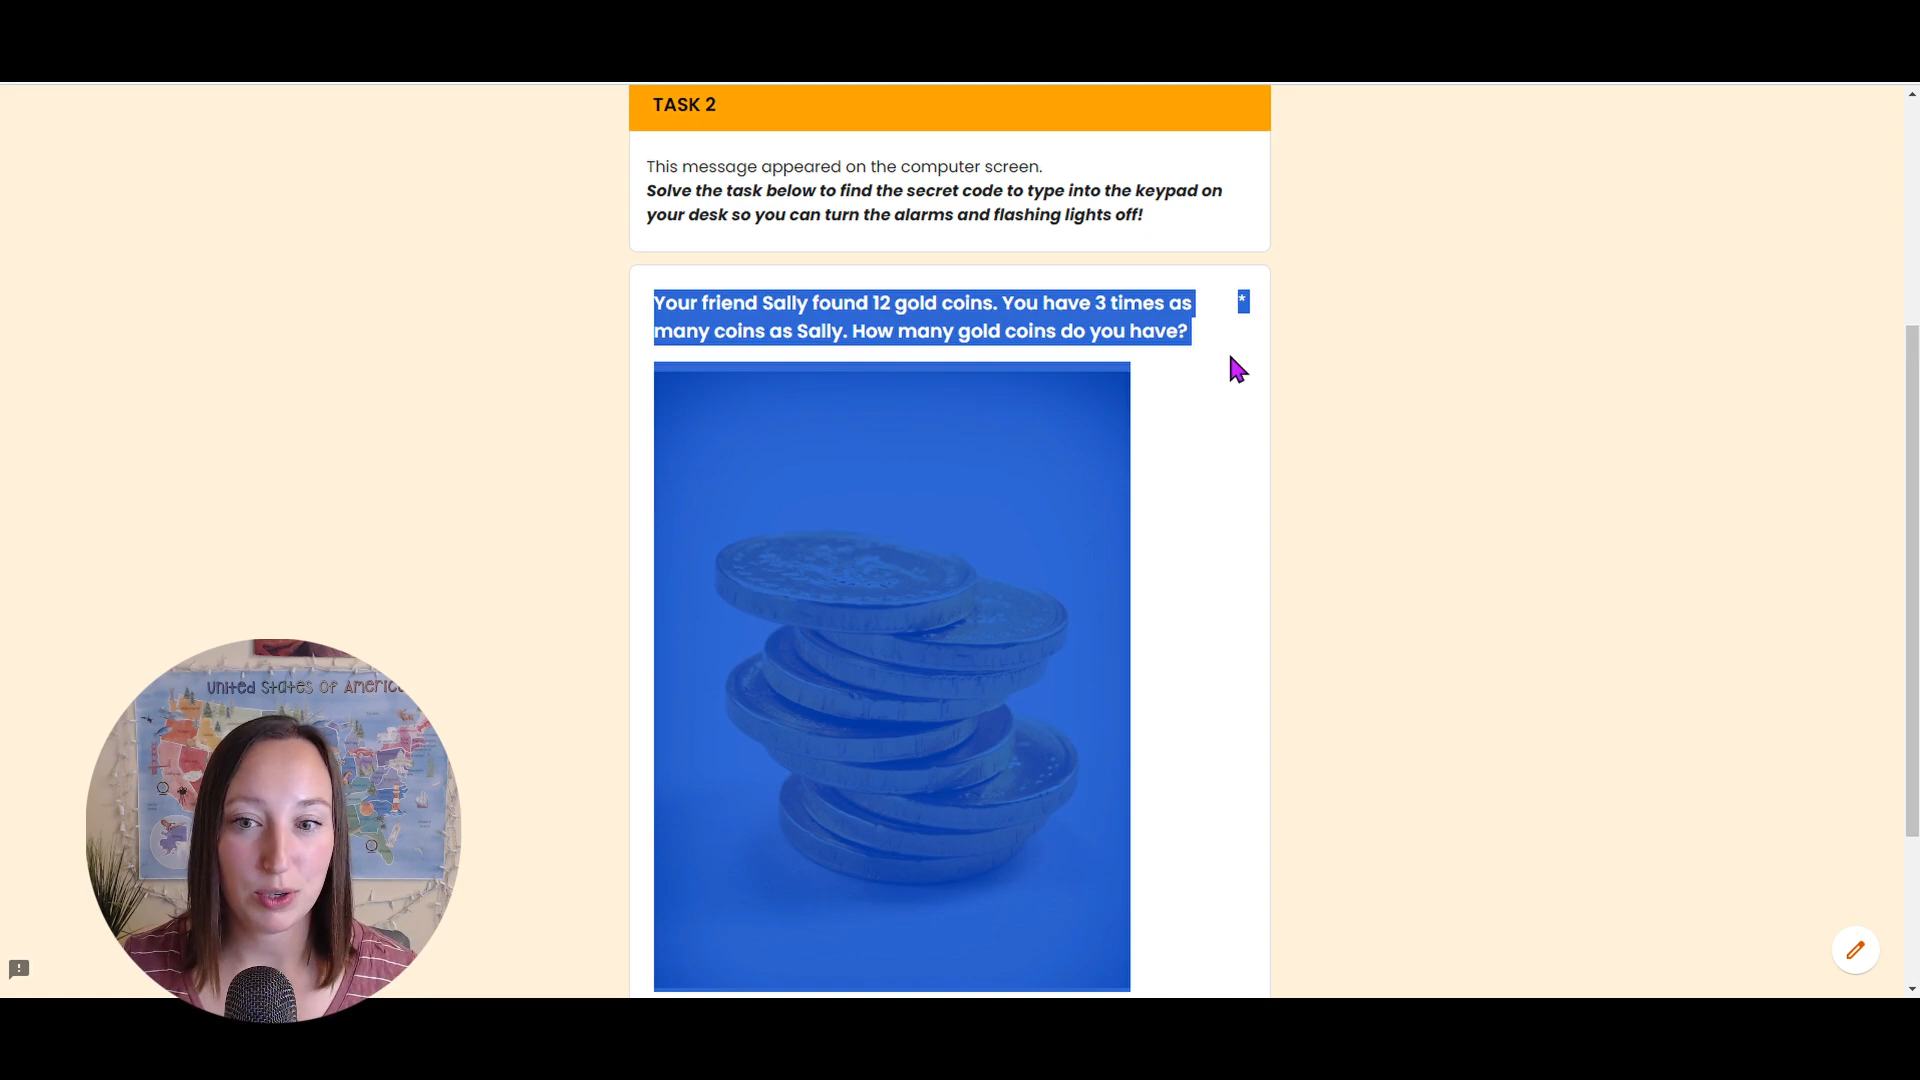 TASK 2
This message appeared on the computer screen.
Solve the task below to find the secret code to type into the keypad on
your desk so you can turn the alarms and flashing lights off!
Your friend Sally found 12 gold coins. You have 3 times as *
many coins as Sally. How many gold coins do you have?
United States Of Americ